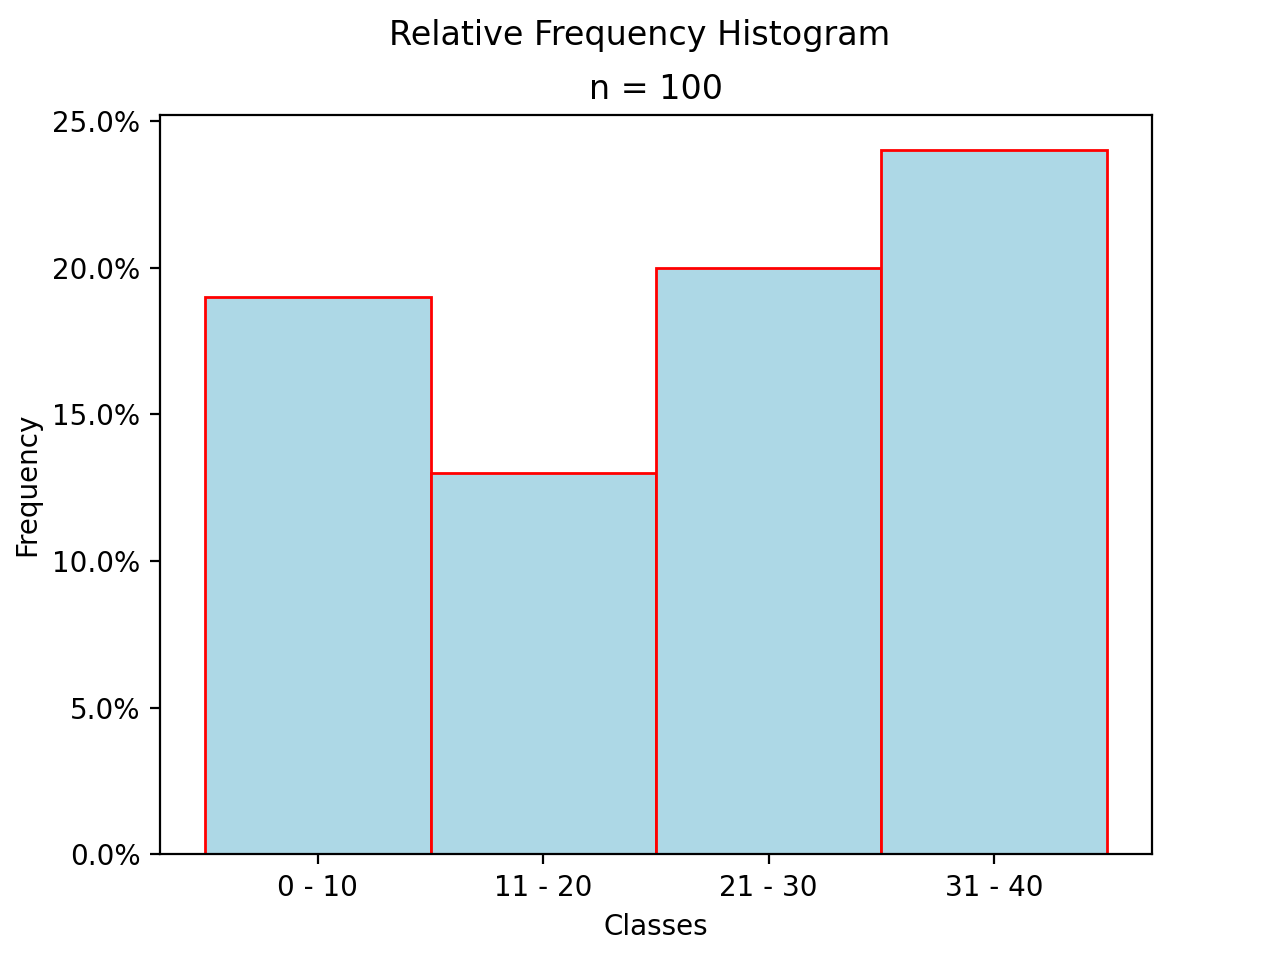 Relative Frequency Histogram
n = 100
25.0%
20.0%
15.0%
10.0%
5.0%
0.0%
Frequency
0 - 10
11 - 20
21 - 30
31 - 40
Classes